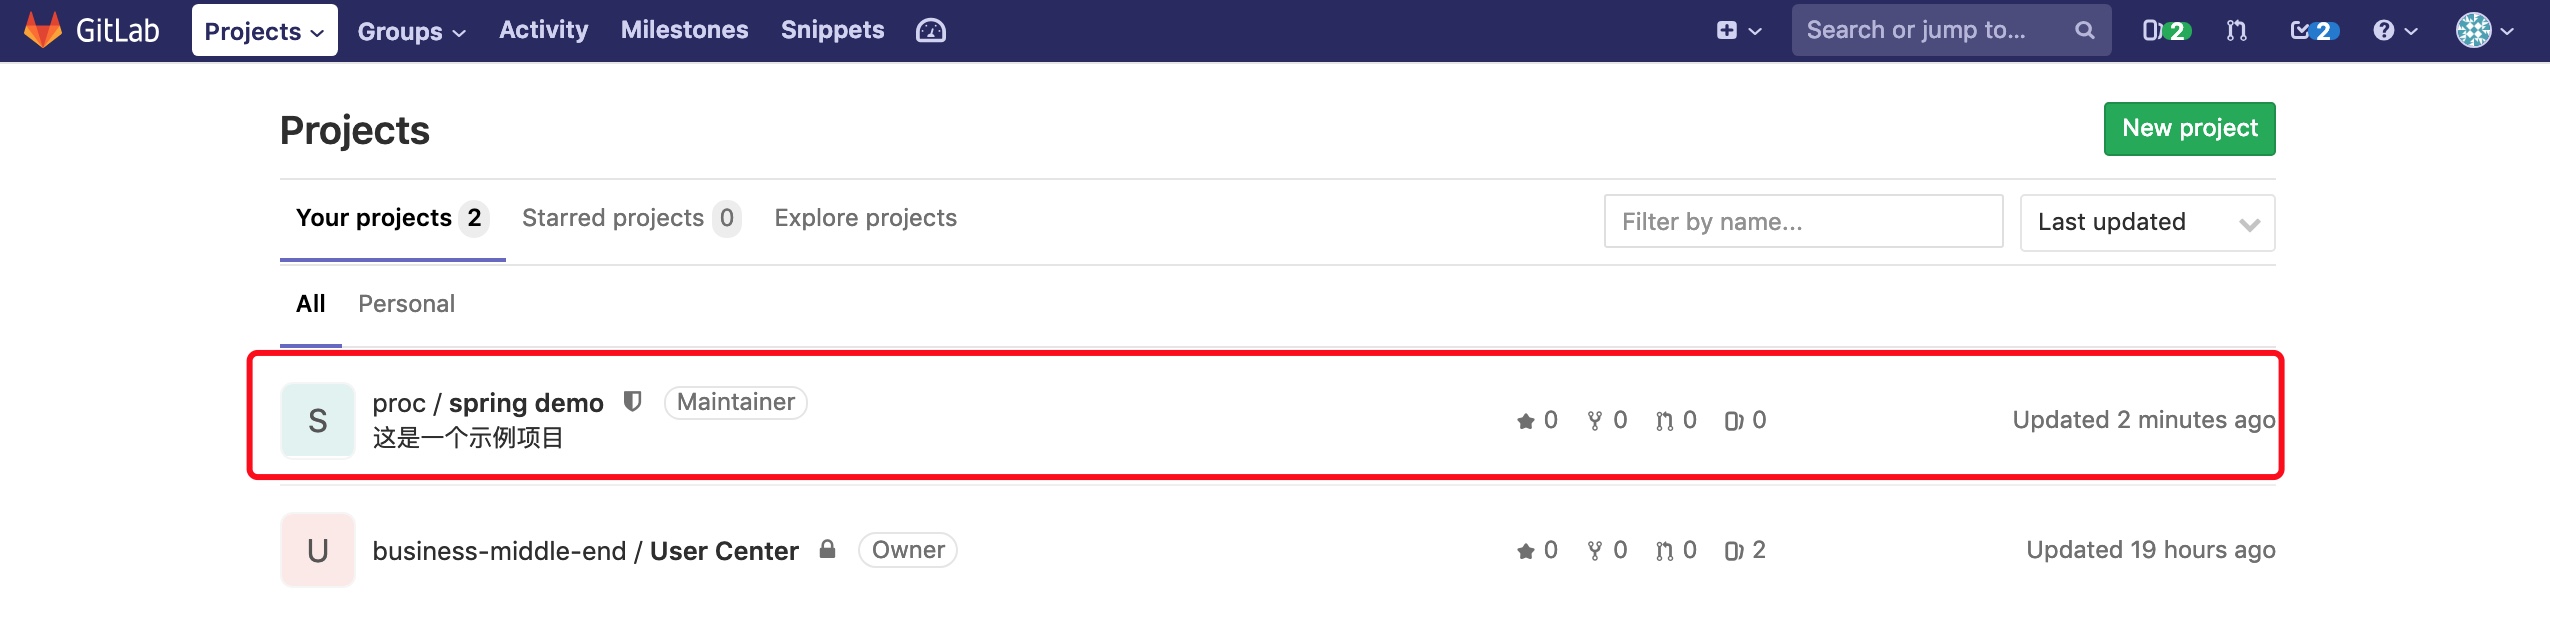 GitLab Projects Groups Activity Milestones Snippets Search or jump to... 2 2
Projects New project
Your projects 2 Starred projects 0 Explore projects Filter by name... Last updated
All Personal
S proc / spring demo Maintainer
这是一个示例项目
0 0 0 0 Updated 2 minutes ago
U business-middle-end / User Center Owner 0 0 0 2 Updated 19 hours ago